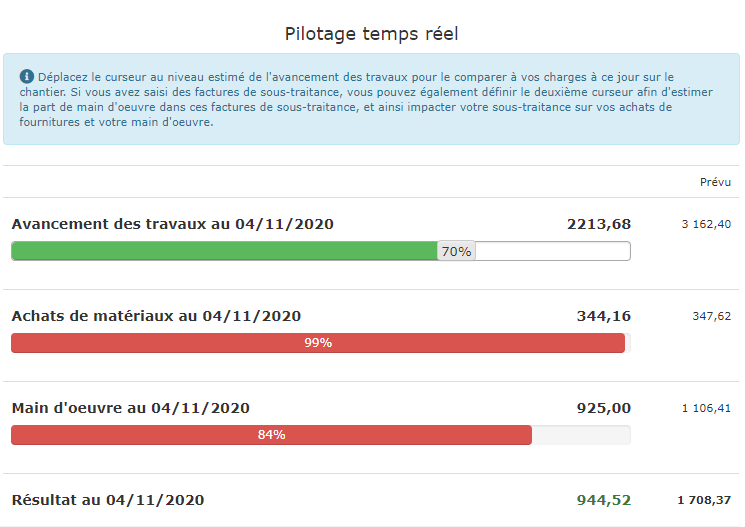 Pilotage temps réel
Déplacez le curseur au niveau estimé de l'avancement des travaux pour le comparer à vos charges à ce jour sur le
chantier. Si vous avez saisi des factures de sous-traitance, vous pouvez également définir le deuxième curseur afin d'estimer
la part de main d'oeuvre dans ces factures de sous-traitance, et ainsi impacter votre sous-traitance sur vos achats de
fournitures et votre main d'oeuvre.
Prévu
Avancement des travaux au 04/11/2020 2213,68 3 162,40
70%
Achats de matériaux au 04/11/2020 344,16 347,62
99%
Main d'oeuvre au 04/11/2020 925,00 1 106,41
84%
Résultat au 04/11/2020 944,52 1 708,37